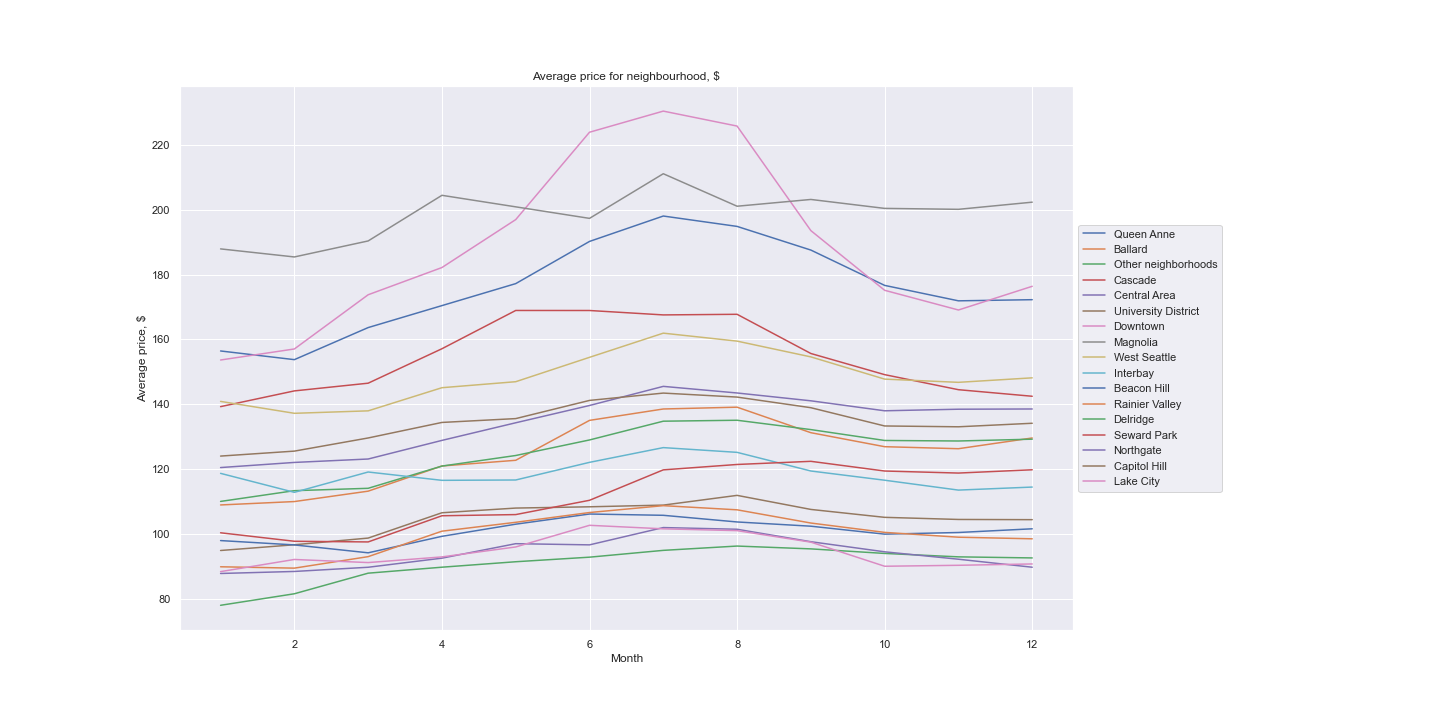 Average price for neighbourhood, $
220
200
180
160
140
120
100
80
Average price, $
2 4 6 8 10 12
Month
Queen Anne
Ballard
Other neighborhoods
Cascade
Central Area
University District
Downtown
Magnolia
West Seattle
Interbay
Beacon Hill
Rainier Valley
Delridge
Seward Park
Northgate
Capitol Hill
Lake City